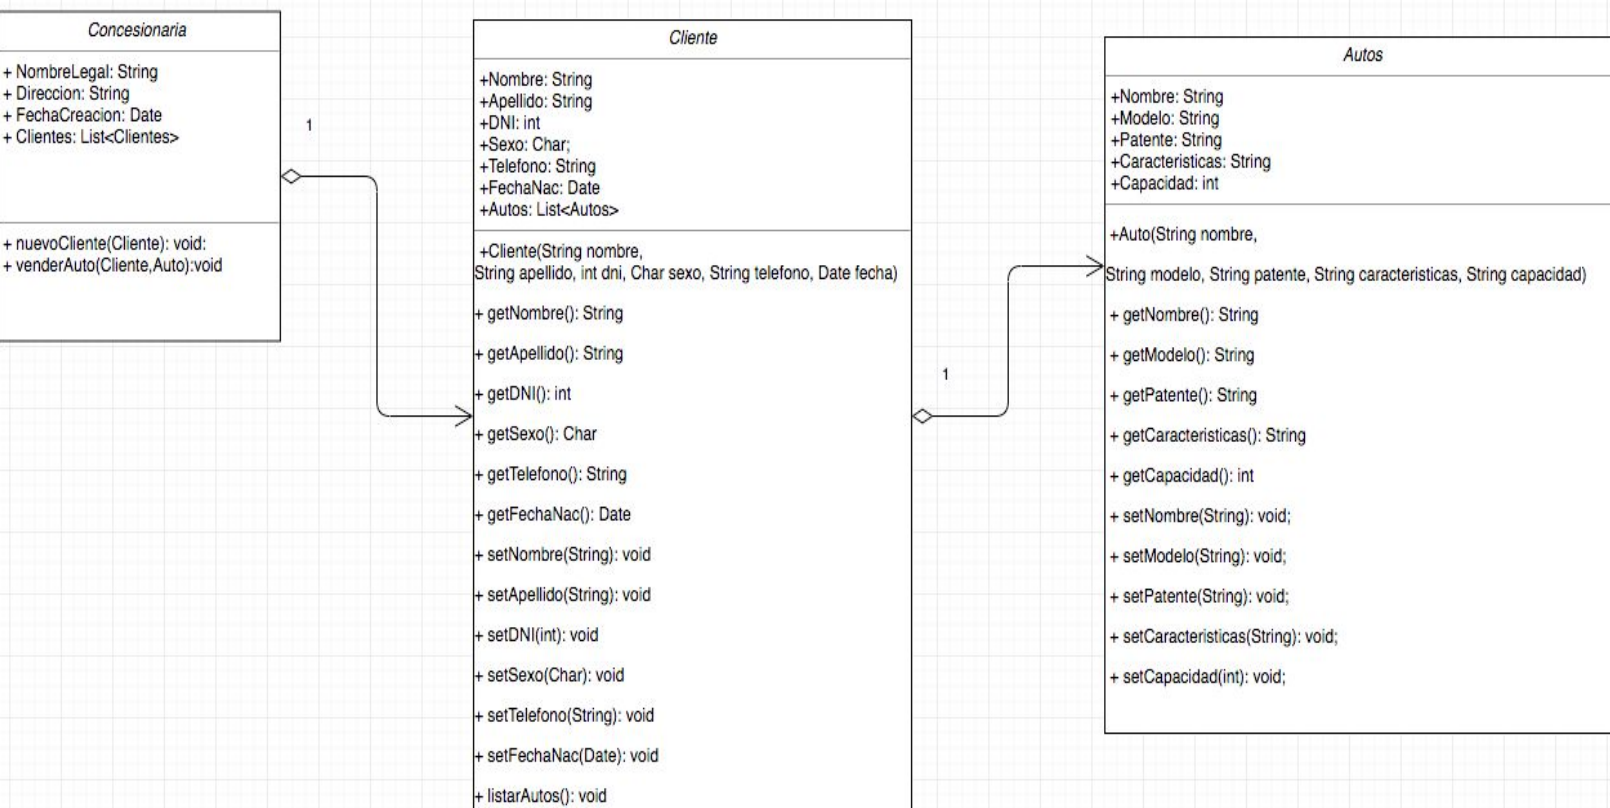 Concesionaria
+ NombreLegal: String
+ Direccion: String
+ FechaCreacion: Date
+ Clientes: List<Clientes>
+ nuevoCliente(Cliente): void:
+ venderAuto(Cliente,Auto):void
1
Cliente
+Nombre: String
+Apellido: String
+DNI: int
+Sexo: Char;
+Telefono: String
+FechaNac: Date
+Autos: List<Autos>
+Cliente(String nombre,
String apellido, int dni, Char sexo, String telefono, Date fecha)
+ getNombre(): String
+ getApellido(): String
+ getDNI(): int
+ getSexo(): Char
+ getTelefono(): String
+ getFechaNac(): Date
+ setNombre(String): void
+ setApellido(String): void
+ setDNI(int): void
+ setSexo(Char): void
+ setTelefono(String): void
+ setFechaNac(Date): void
+ listarAutos(): void
1
Autos
+Nombre: String
+Modelo: String
+Patente: String
+Caracteristicas: String
+Capacidad: int
+Auto(String nombre,
String modelo, String patente, String caracteristicas, String capacidad)
+ getNombre(): String
+ getModelo(): String
+ getPatente(): String
+ getCaracteristicas(): String
+ getCapacidad(): int
+ setNombre(String): void;
+ setModelo(String): void;
+ setPatente(String): void;
+ setCaracteristicas(String): void;
+ setCapacidad(int): void;